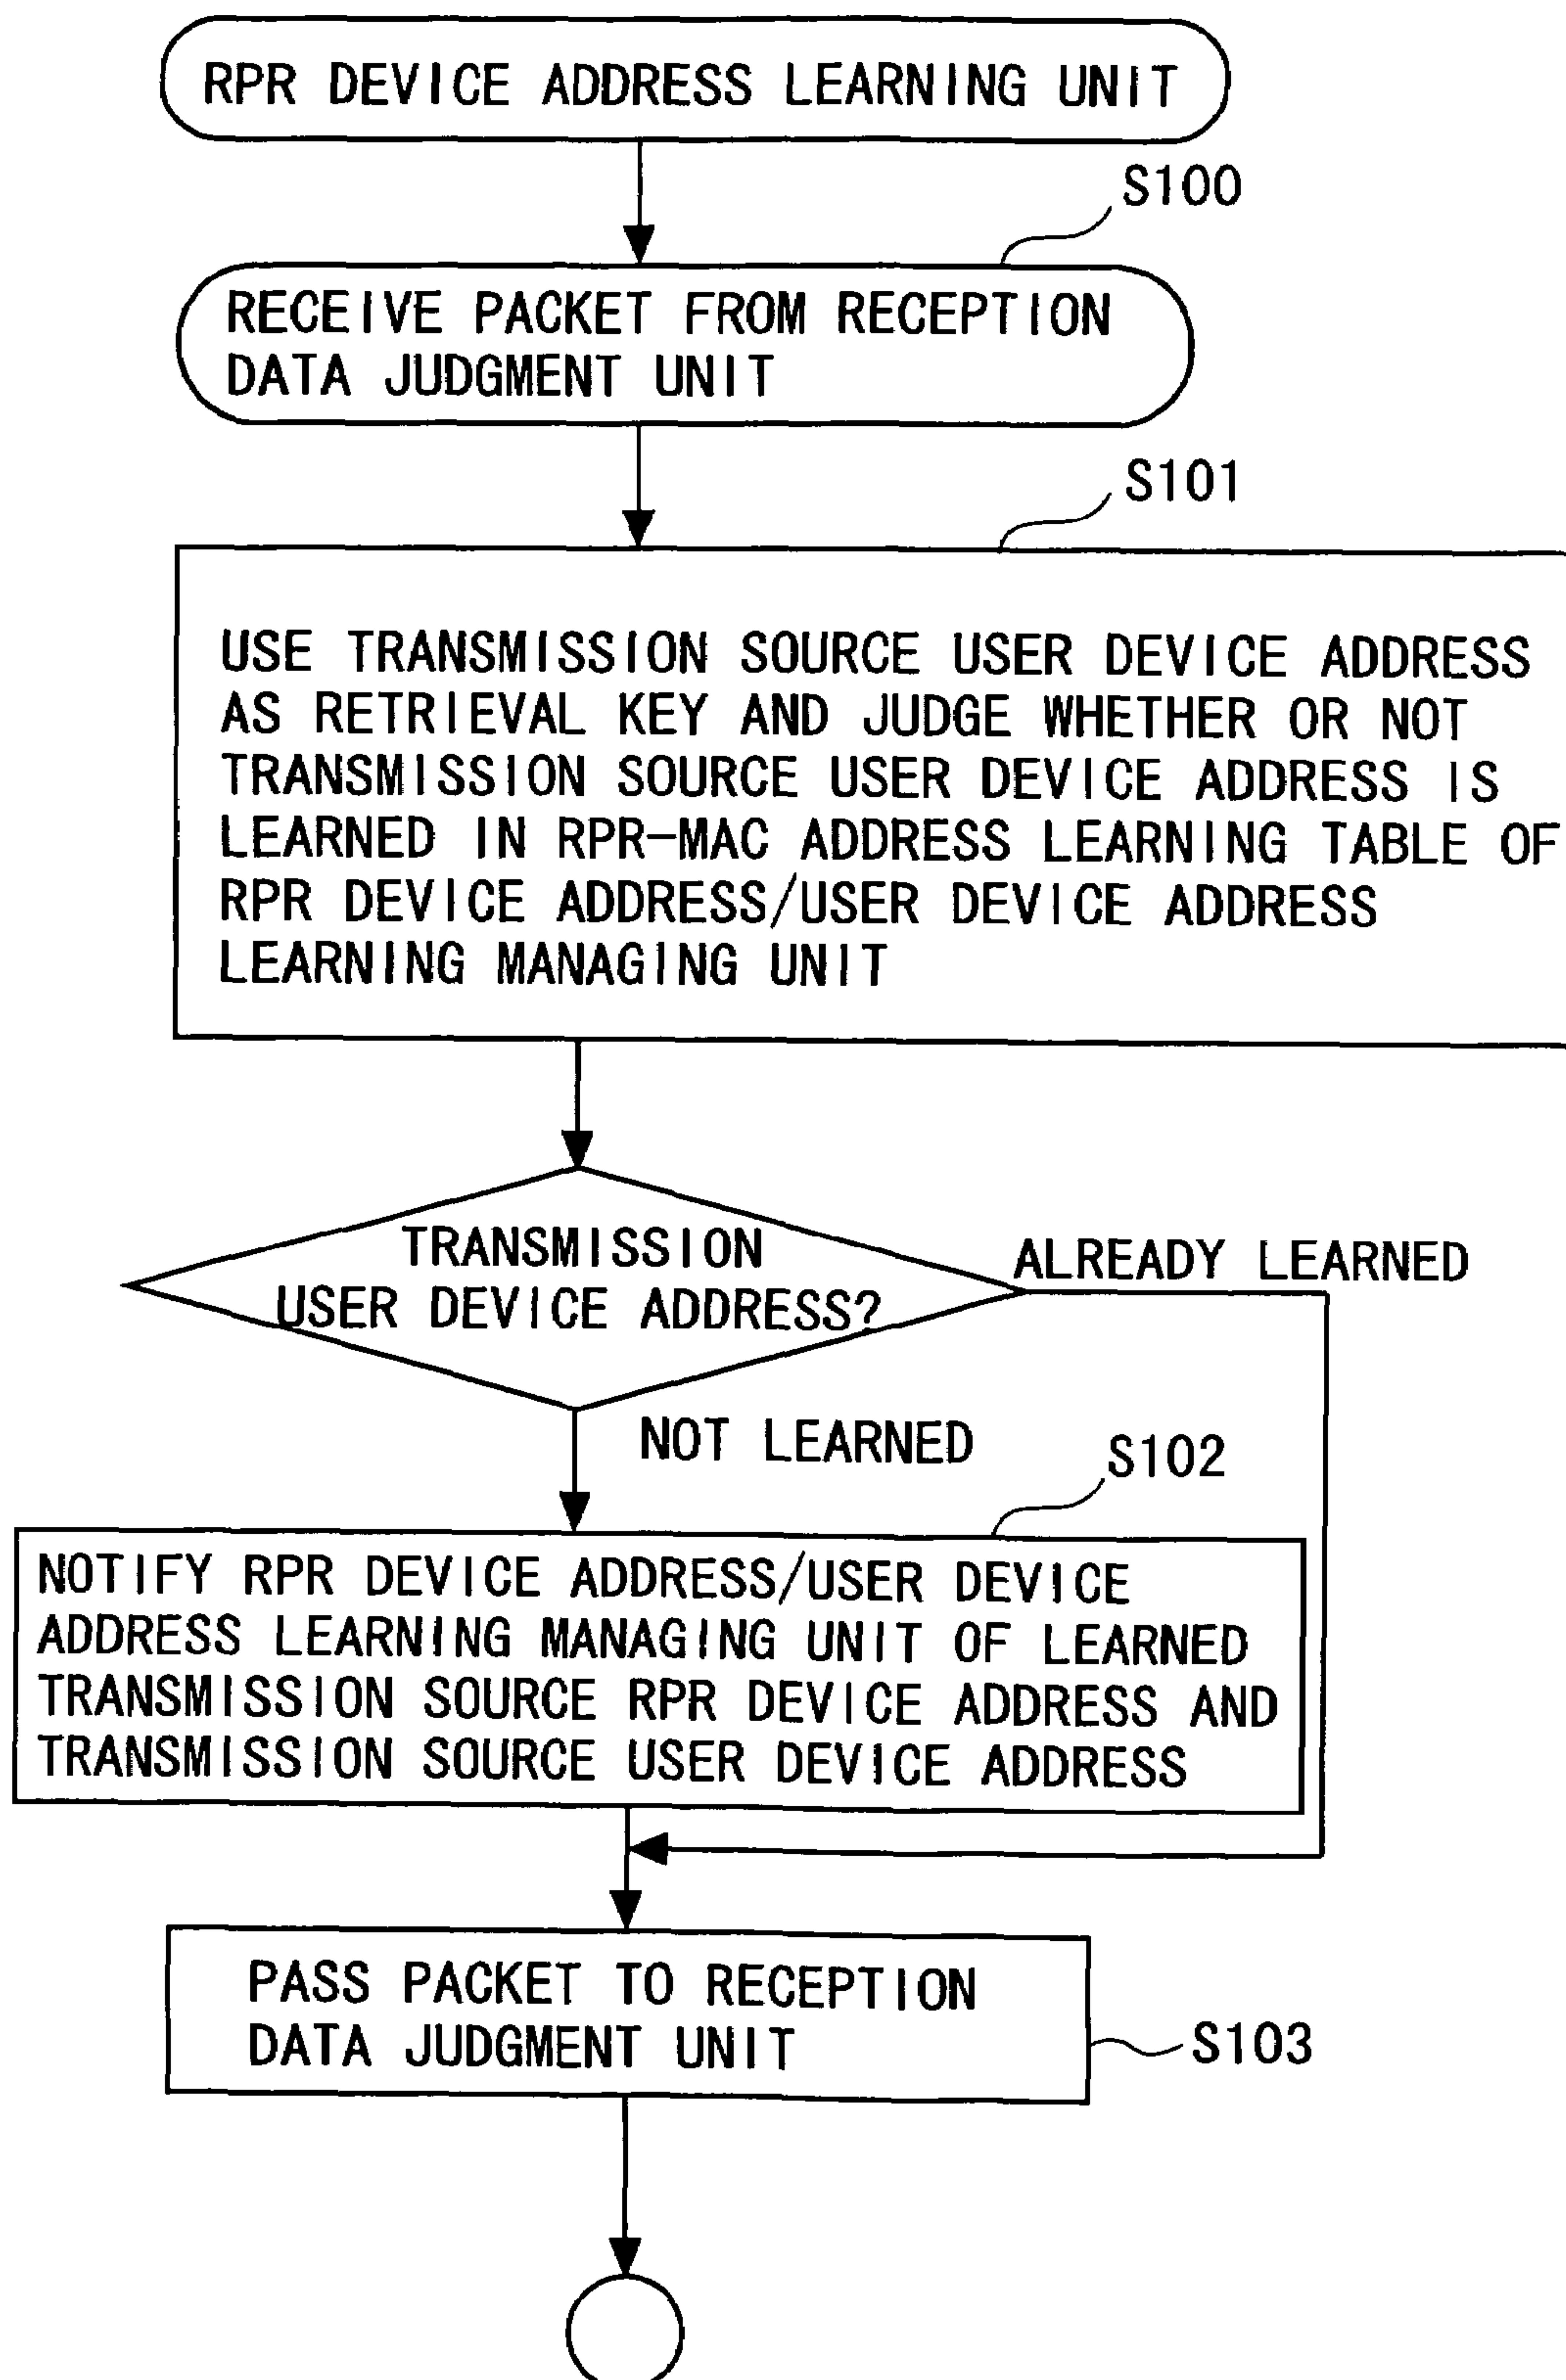 RPR DEVICE ADDRESS LEARNING UNIT
S100
RECEIVE PACKET FROM RECEPTION
DATA JUDGMENT UNIT
S101
USE TRANSMISSION SOURCE USER DEVICE ADDRESS
AS RETRIEVAL KEY AND JUDGE WHETHER OR NOT
TRANSMISSION SOURCE USER DEVICE ADDRESS IS
LEARNED IN RPR-MAC ADDRESS LEARNING TABLE OF
RPR DEVICE ADDRESS/USER DEVICE ADDRESS
LEARNING MANAGING UNIT
TRANSMISSION
USER DEVICE ADDRESS?
ALREADY LEARNED
NOT LEARNED
S102
NOTIFY RPR DEVICE ADDRESS/USER DEVICE
ADDRESS LEARNING MANAGING UNIT OF LEARNED
TRANSMISSION SOURCE RPR DEVICE ADDRESS AND
TRANSMISSION SOURCE USER DEVICE ADDRESS
PASS PACKET TO RECEPTION
DATA JUDGMENT UNIT
S103